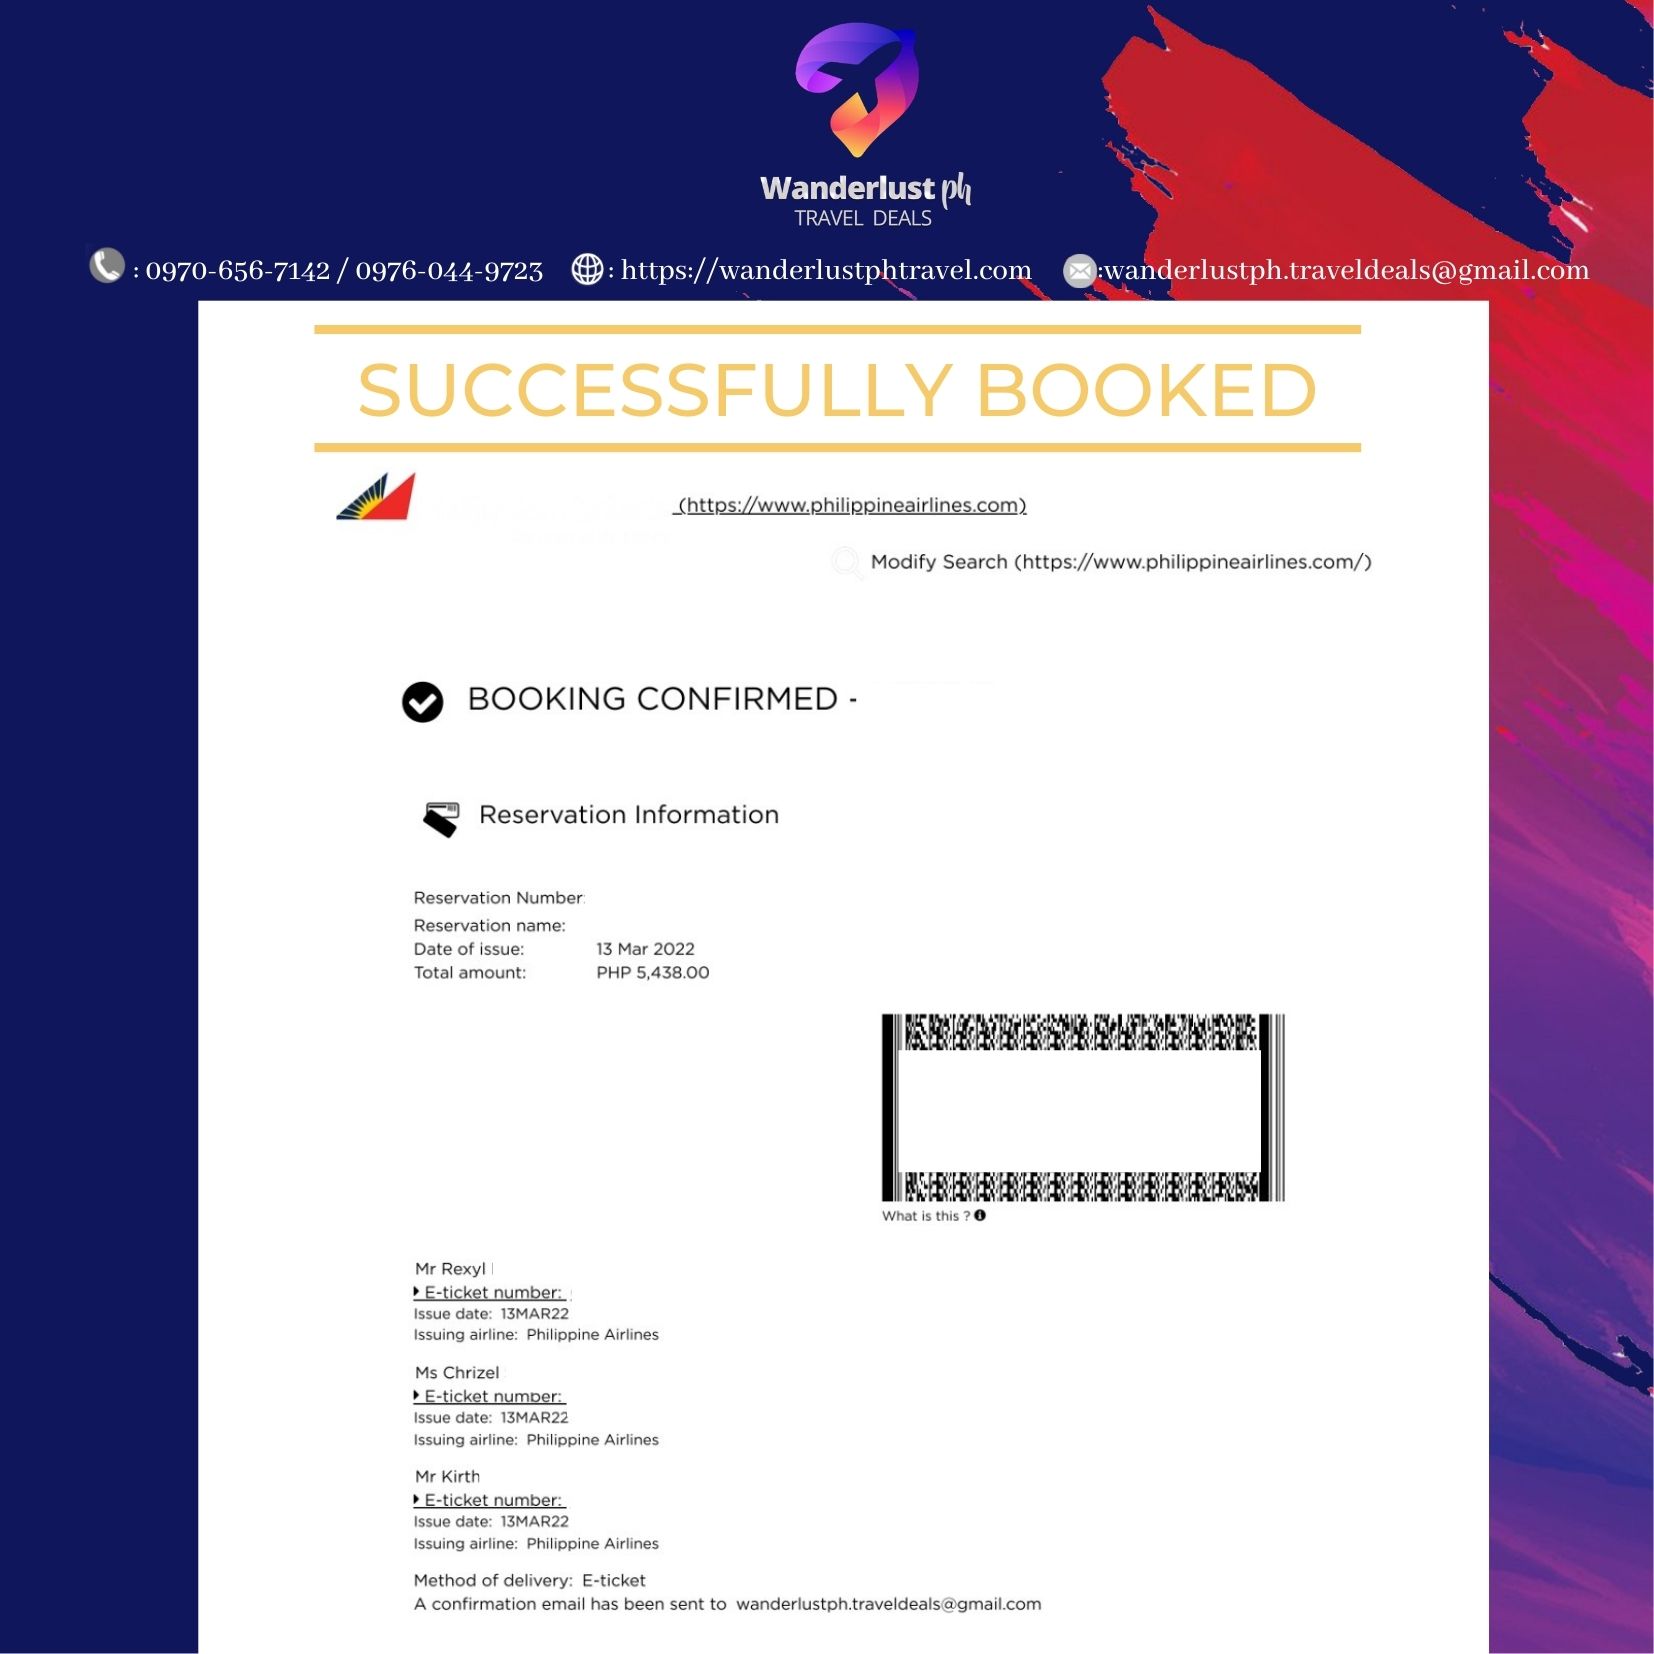 Wanderlust ph
TRAVEL DEALS
: 0970-656-7142 / 0976-044-9723 : https://wanderlustphtravel.com :wanderlustph.traveldeals@gmail.com
SUCCESSFULLY BOOKED
(https://www.philippineairlines.com)
Modify Search (https://www.philippineairlines.com/)
BOOKING CONFIRMED -
Reservation Information
Reservation Number:
Reservation name:
Date of issue: 13 Mar 2022
Total amount: PHP 5,438.00
What is this ?
Mr Rexyl
E-ticket number:
Issue date: 13MAR22
Issuing airline: Philippine Airlines
Ms Chrizel
E-ticket number:
Issue date: 13MAR22
Issuing airline: Philippine Airlines
Mr Kirth
E-ticket number:
Issue date: 13MAR22
Issuing airline: Philippine Airlines
Method of delivery: E-ticket
A confirmation email has been sent to wanderlustph.traveldeals@gmail.com